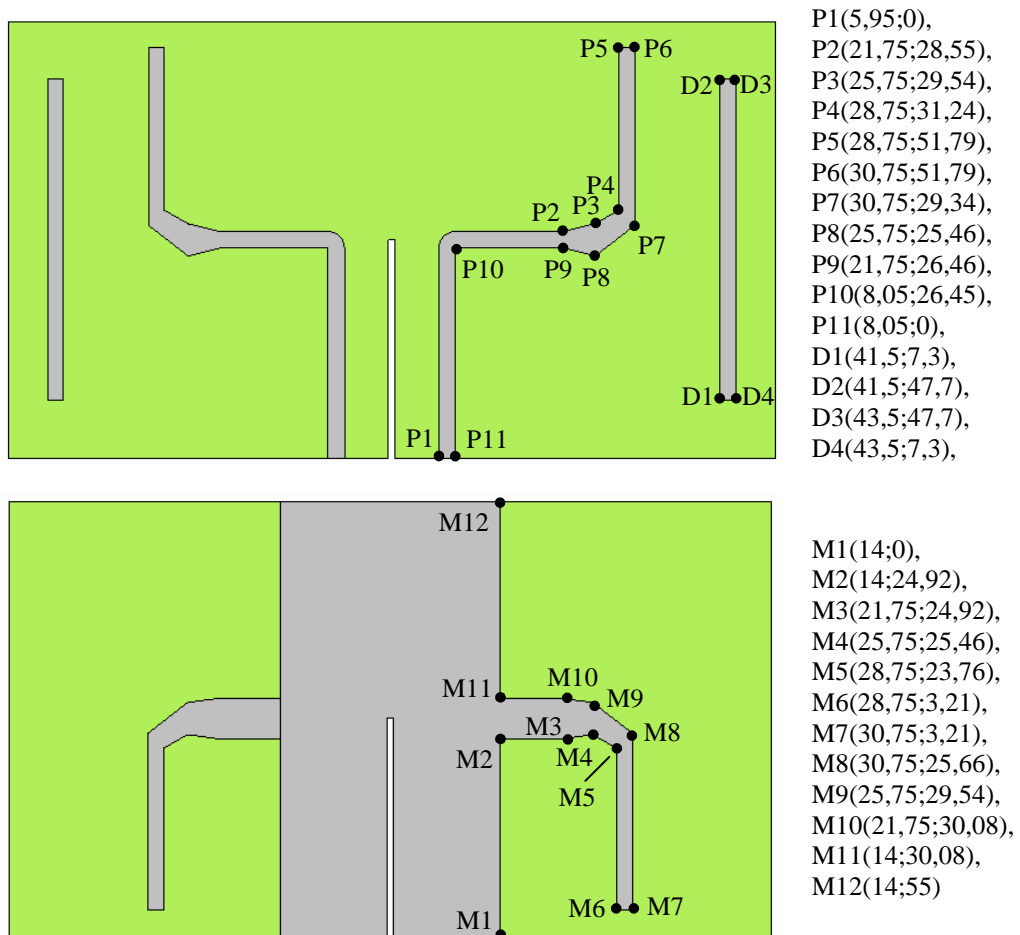 P5
P6
D2
D3
P4
P3
P2
P7
P10
P9
P8
D1
D4
P1
P11
P1(5,95;0),
P2(21,75;28,55),
P3(25,75;29,54),
P4(28,75;31,24),
P5(28,75;51,79),
P6(30,75;51,79),
P7(30,75;29,34),
P8(25,75;25,46),
P9(21,75;26,46),
P10(8,05;26,45),
P11(8,05;0),
D1(41,5;7,3),
D2(41,5;47,7),
D3(43,5;47,7),
D4(43,5;7,3),
M12
M11
M10
M9
M3
M8
M2
M4
M5
M6
M7
M1
M1(14;0),
M2(14;24,92),
M3(21,75;24,92),
M4(25,75;25,46),
M5(28,75;23,76),
M6(28,75;3,21),
M7(30,75;3,21),
M8(30,75;25,66),
M9(25,75;29,54),
M10(21,75;30,08),
M11(14;30,08),
M12(14;55)